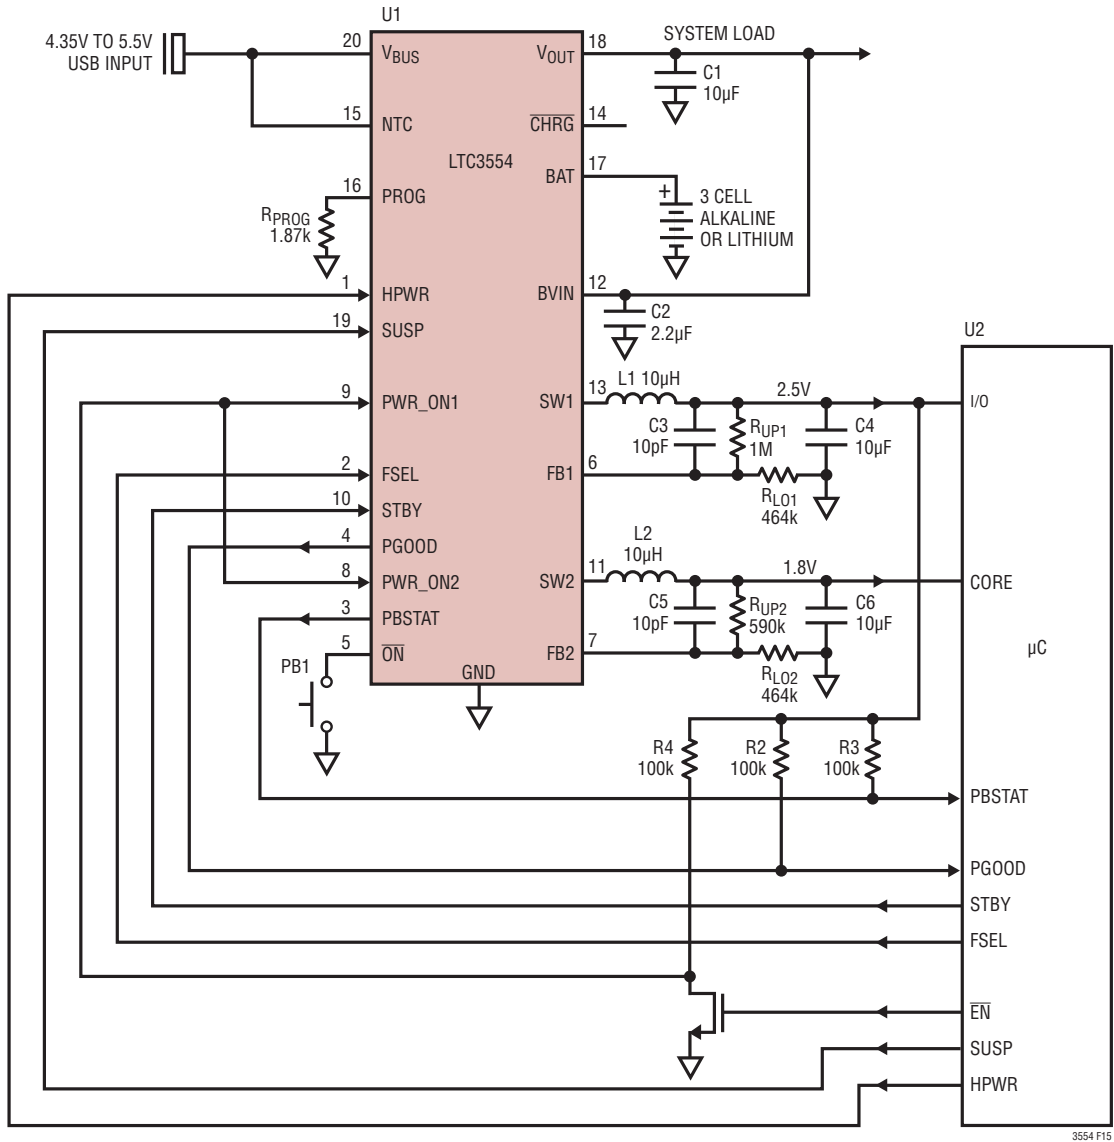 U1
4.35V TO 5.5V
USB INPUT
20
VBUS
15
NTC
16
PROG
RPROG
1.87k
1
HPWR
19
SUSP
9
PWR_ON1
2
FSEL
10
STBY
4
PGOOD
8
PWR_ON2
3
PBSTAT
5
ON
PB1
GND
LTC3554
VOUT
18
SYSTEM LOAD
C1
10µF
CHRG
14
BAT
17
+
3 CELL
ALKALINE
OR LITHIUM
BVIN
12
C2
2.2µF
SW1
13
L1 10µH
2.5V
C3
10pF
RUP1
1M
C4
10µF
FB1
6
RLO1
464k
SW2
11
L2
10µH
1.8V
C5
10pF
RUP2
590k
C6
10µF
FB2
7
RLO2
464k
R4
100k
R2
100k
R3
100k
U2
I/O
CORE
µC
PBSTAT
PGOOD
STBY
FSEL
EN
SUSP
HPWR
3554 F15